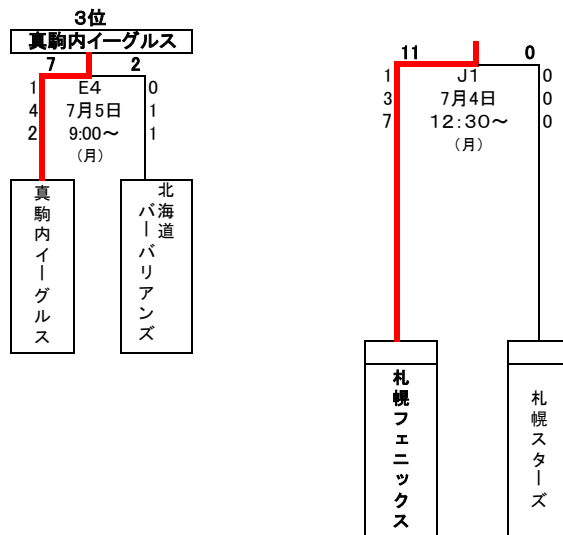 3位
真駒内イーグルス
7 2
1 E4 0
4 7月5日 1
2 9:00～ 1
（月）
真駒内イーグルス
北海道
バーバリアンズ
11 0
1 J1 0
3 7月4日 0
7 12:30～ 0
（月）
札幌フェニックス
札幌スターズ